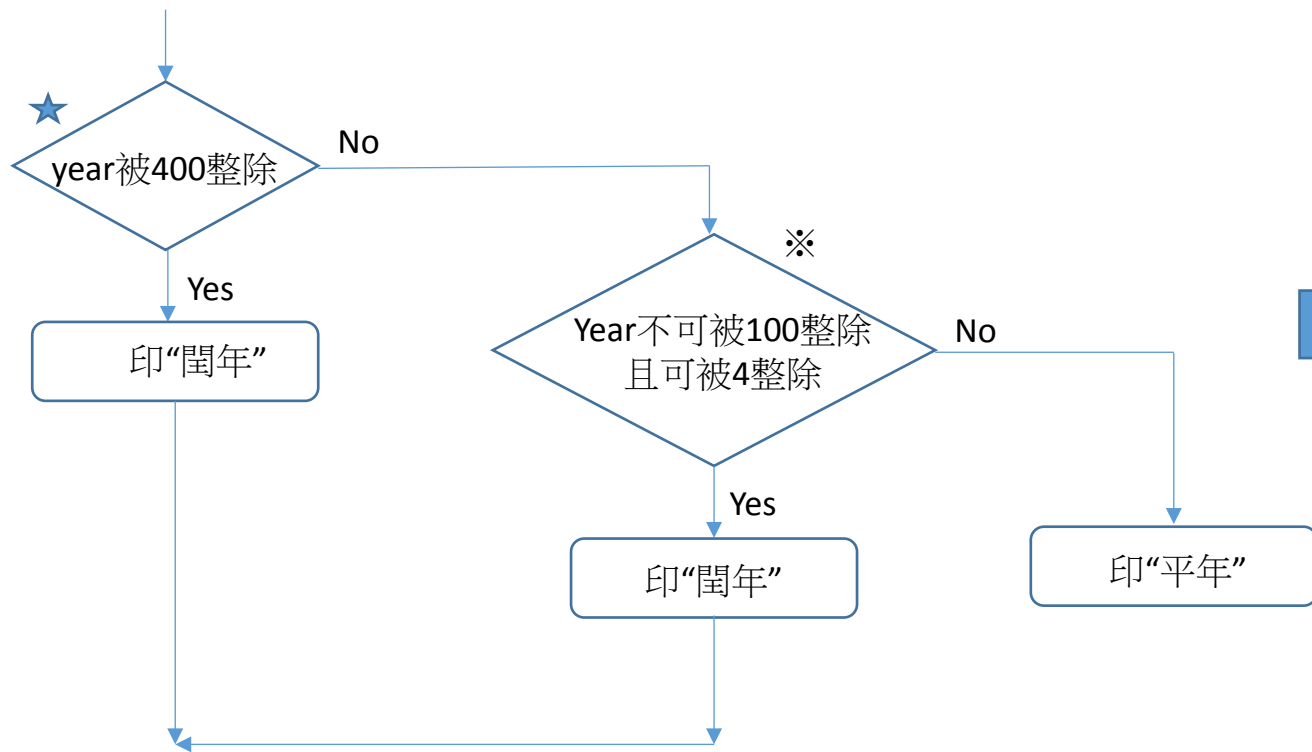 year被400整除
No
Yes
印“閏年”
※
Year不可被100整除
且可被4整除
No
Yes
印“閏年”
印“平年”